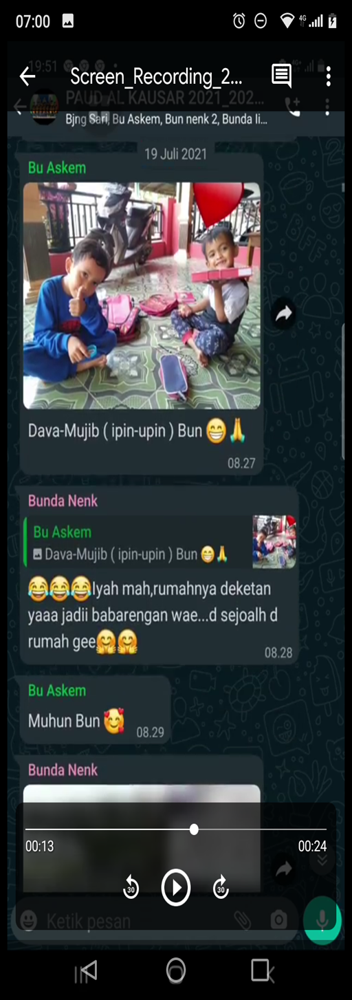 07:00
4G
19:51
4G+
Screen_Recording_2...
PAUD AL KAUSAR 2021_202...
Bjng Sari, Bu Askem, Bun nenk 2, Bunda Ii...
19 Juli 2021
Bu Askem
Dava-Mujib ( ipin-upin ) Bun 😁🙏
08.27
Bunda Nenk
Bu Askem
Dava-Mujib ( ipin-upin ) Bun 😁🙏
😂😂😂Iyah mah,rumahnya deketan
yaaa jadii babarengan wae...d sejoalh d
rumah gee🤗🤗
08.28
Bu Askem
Muhun Bun 🥰
08.29
Bunda Nenk
00:13
00:24
30
30
Ketik pesan